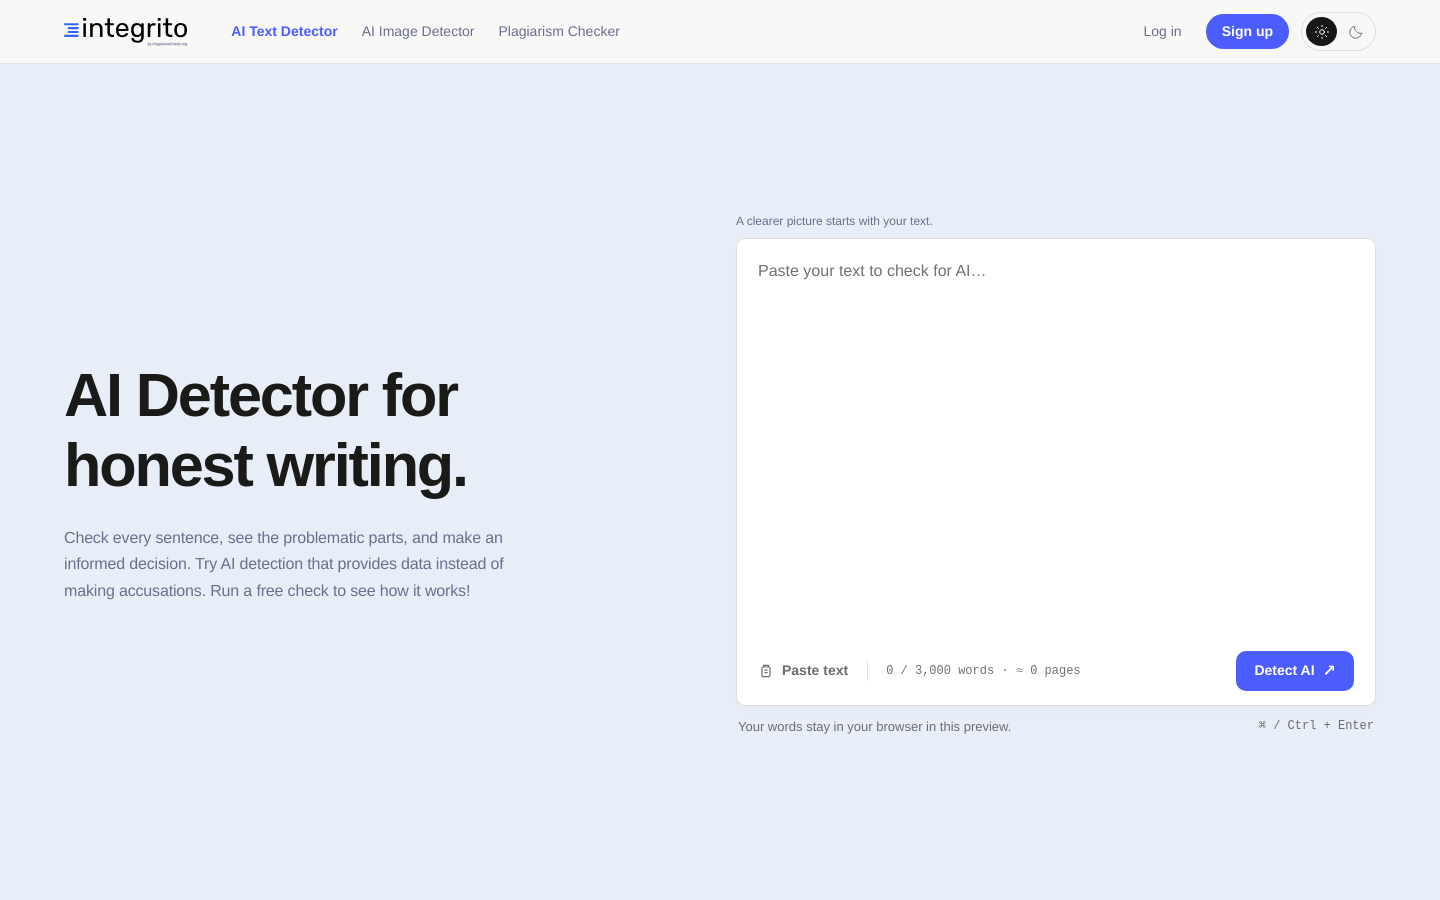 integrito
by PlagiarismCheck.org
AI Text Detector
AI Image Detector
Plagiarism Checker
Log in
Sign up
AI Detector for
honest writing.
Check every sentence, see the problematic parts, and make an
informed decision. Try AI detection that provides data instead of
making accusations. Run a free check to see how it works!
A clearer picture starts with your text.
Paste your text to check for AI…
Paste text
0 / 3,000 words · ≈ 0 pages
Detect AI ↗
Your words stay in your browser in this preview.
⌘ / Ctrl + Enter